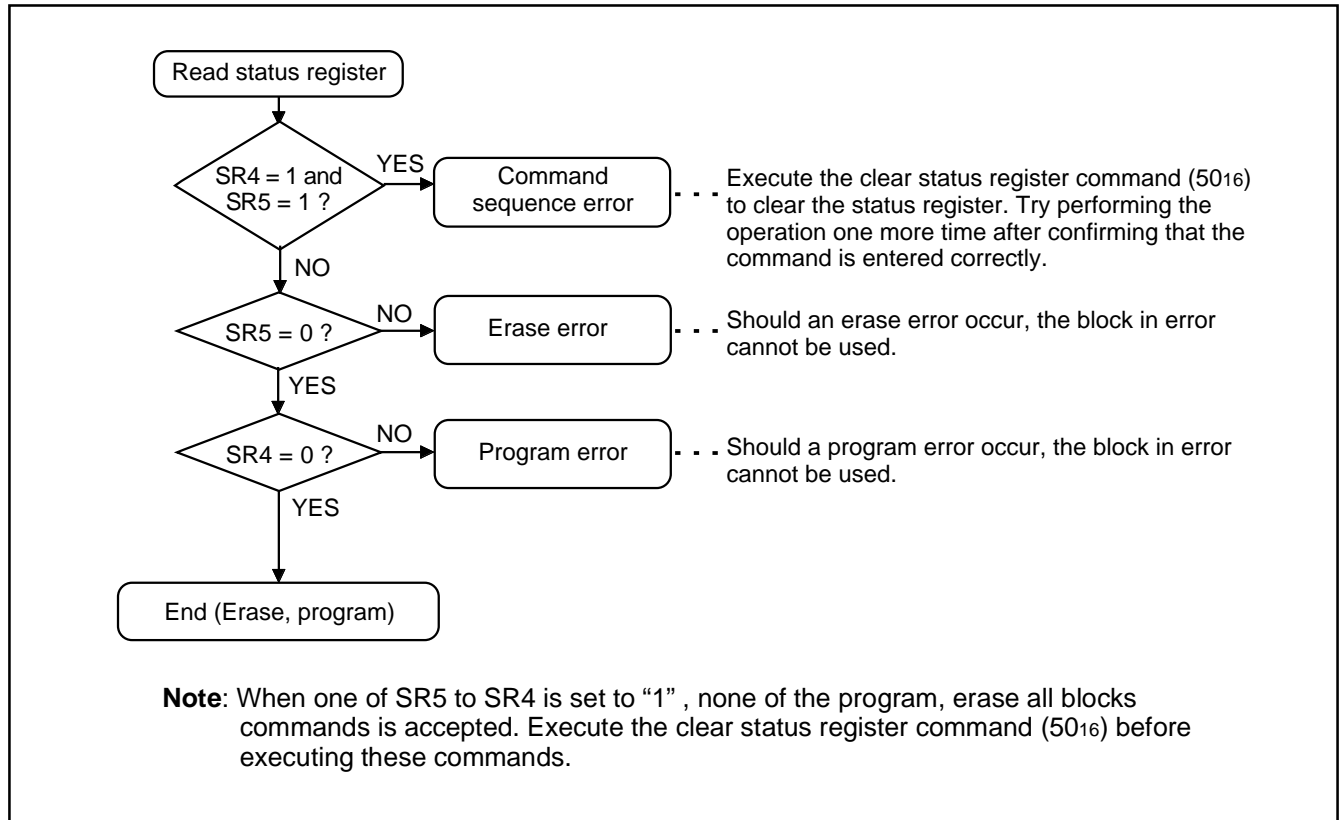 Read status register
SR4 = 1 and
SR5 = 1 ?
YES
Command
sequence error
Execute the clear status register command (5016)
to clear the status register. Try performing the
operation one more time after confirming that the
command is entered correctly.
NO
SR5 = 0 ?
NO
Erase error
Should an erase error occur, the block in error
cannot be used.
YES
SR4 = 0 ?
NO
Program error
Should a program error occur, the block in error
cannot be used.
YES
End (Erase, program)
Note: When one of SR5 to SR4 is set to “1” , none of the program, erase all blocks
commands is accepted. Execute the clear status register command (5016) before
executing these commands.